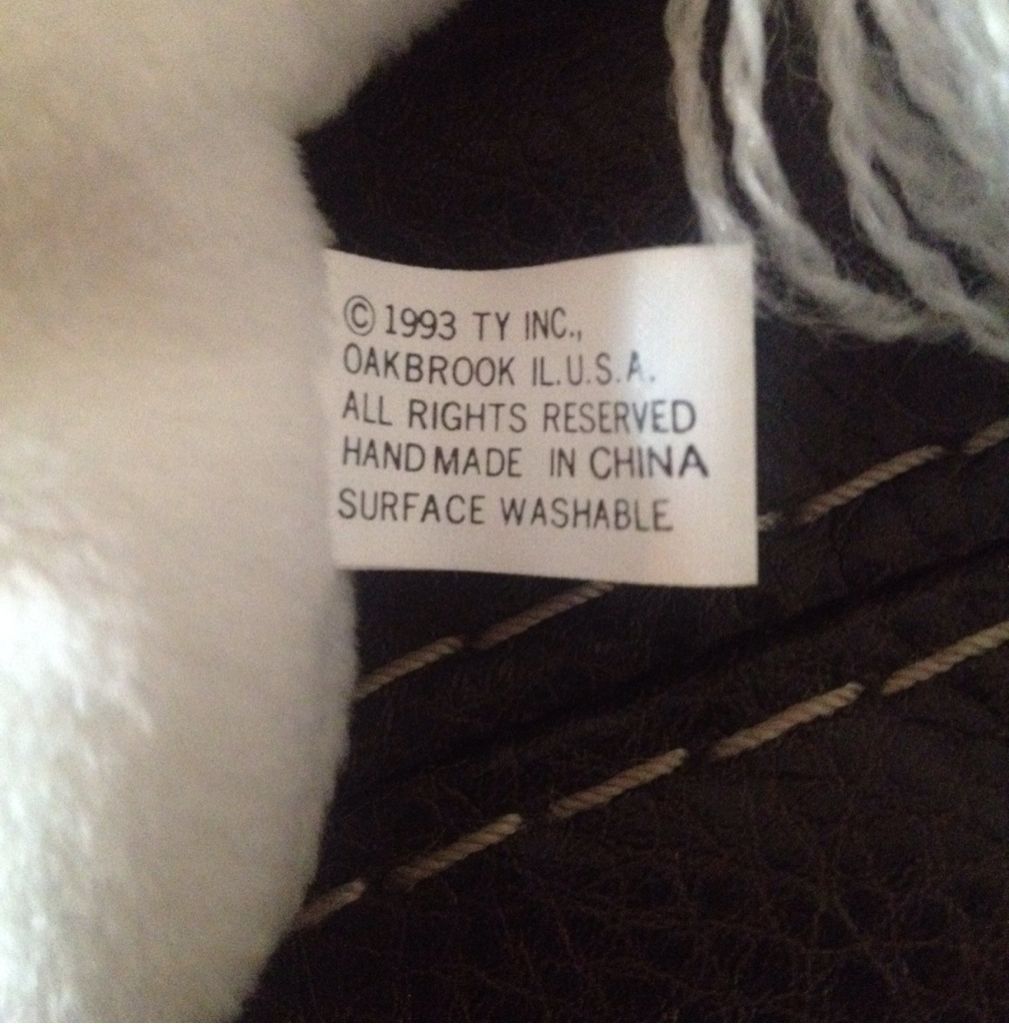 © 1993 TY INC.,
OAKBROOK IL.U.S.A.
ALL RIGHTS RESERVED
HAND MADE IN CHINA
SURFACE WASHABLE